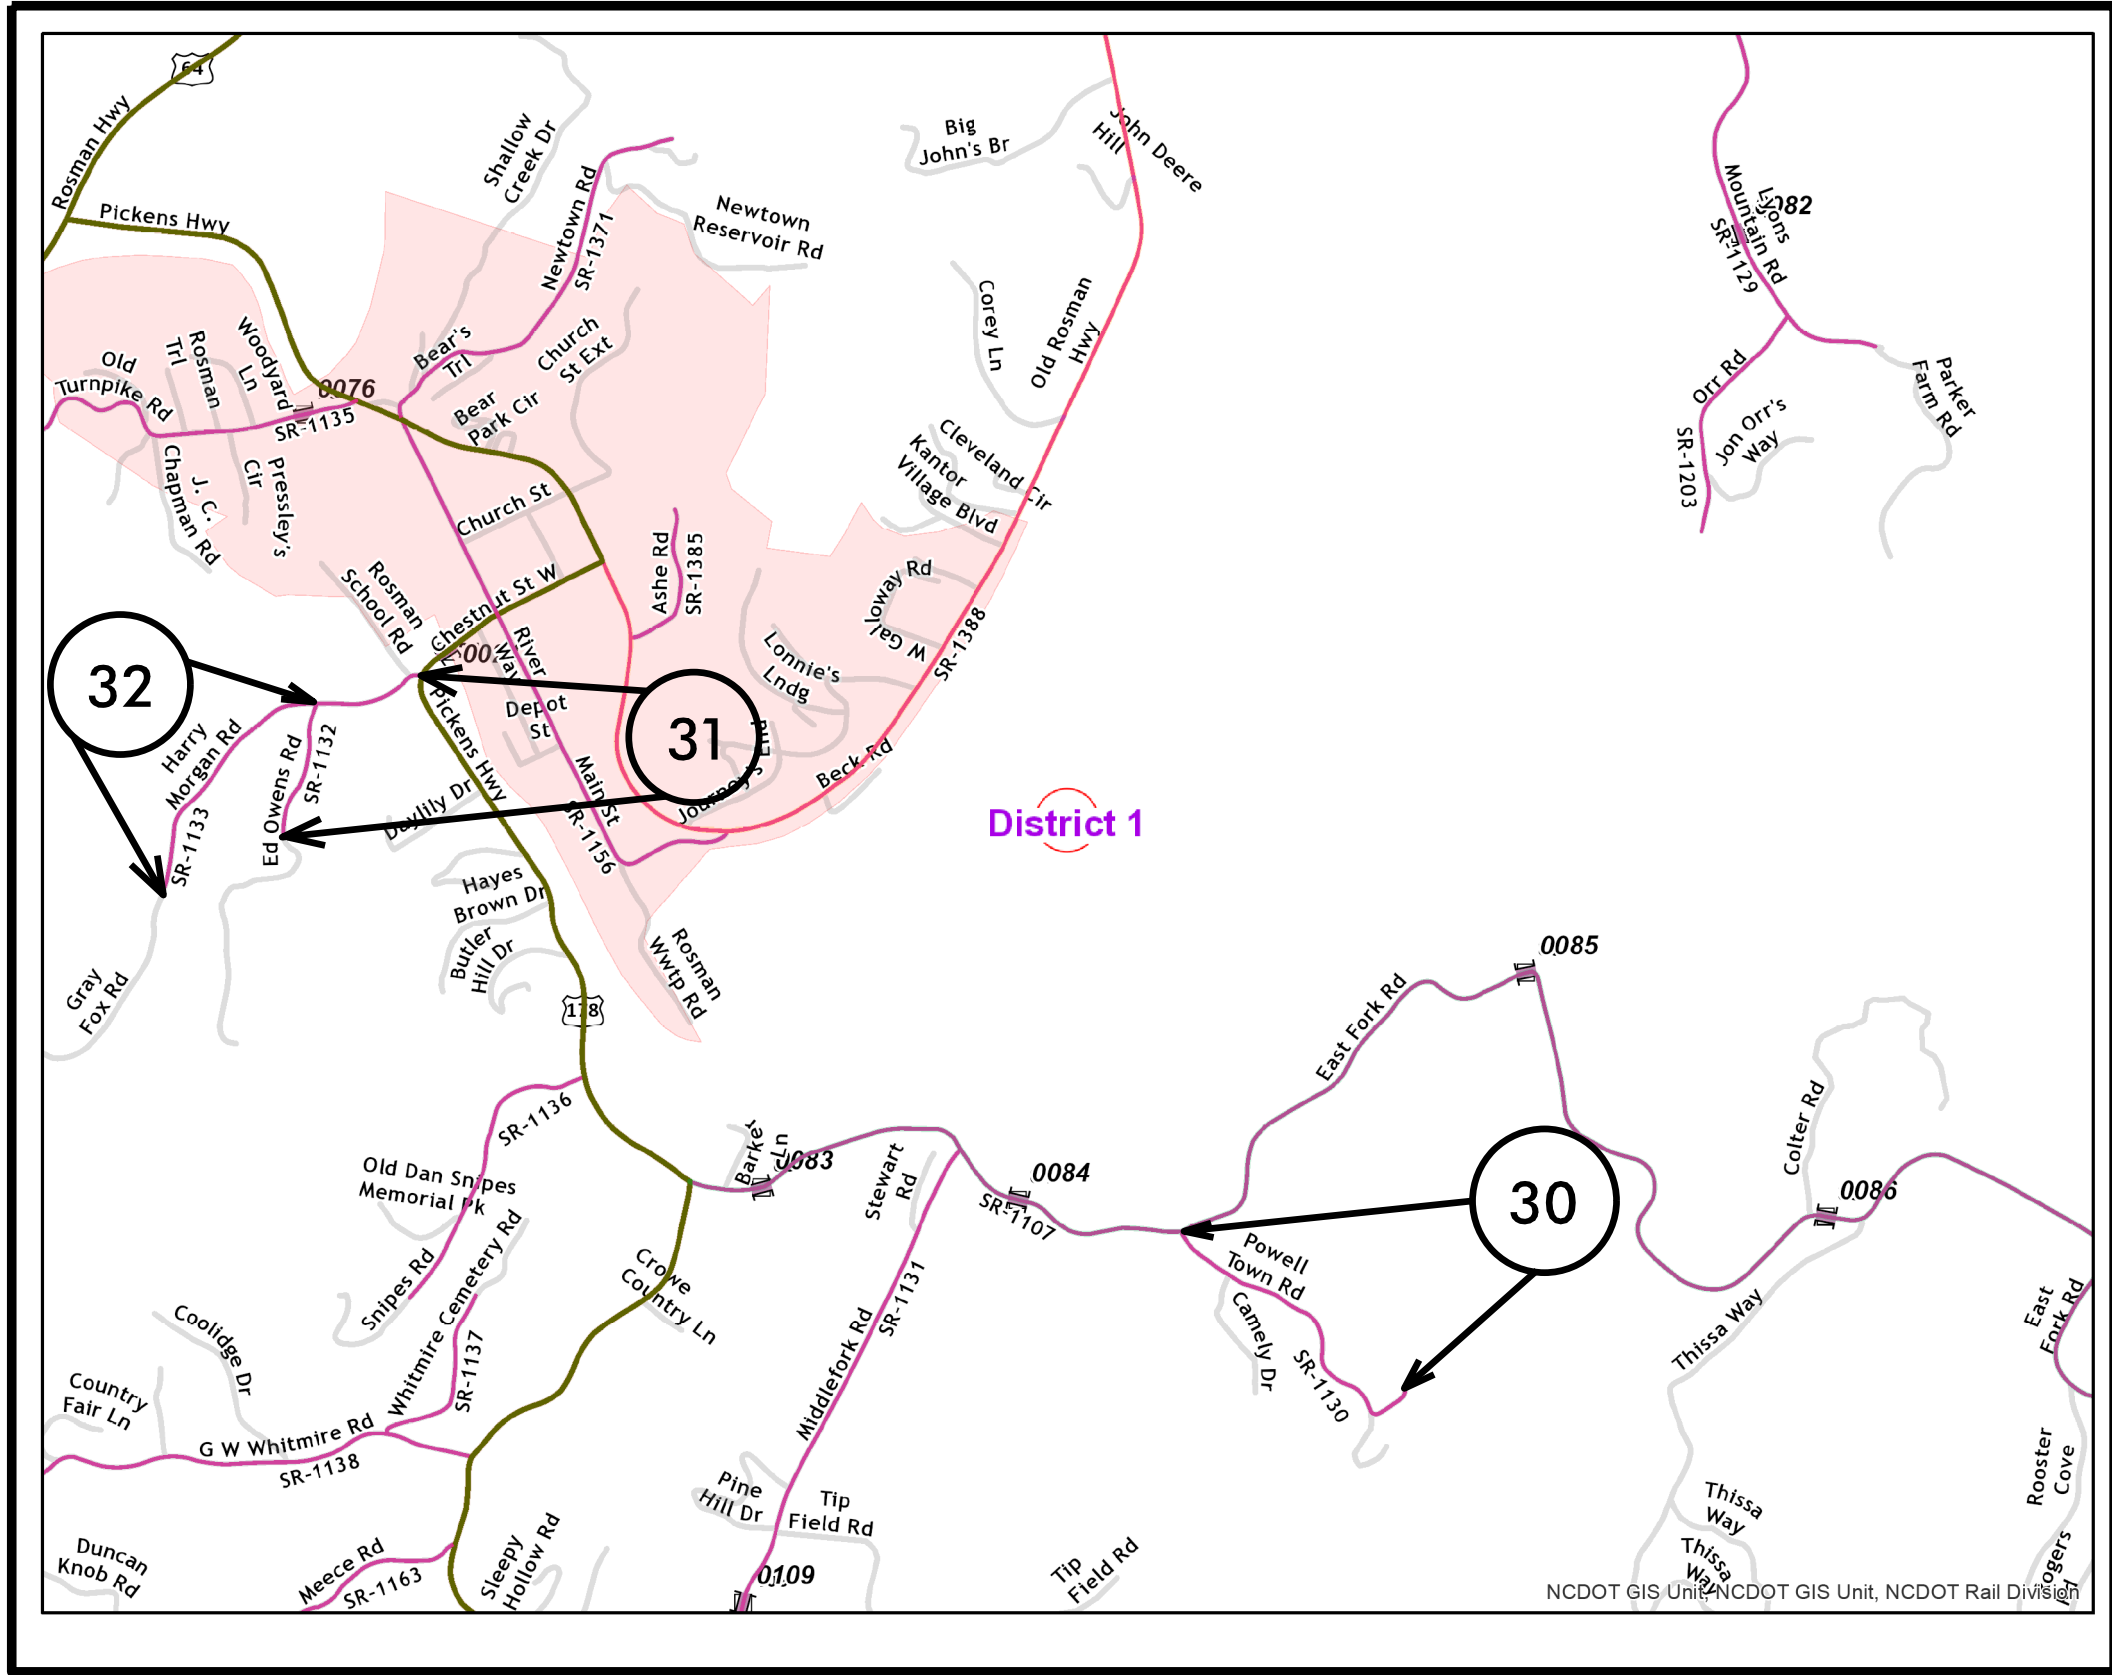 64
Rosman Hwy
Pickens Hwy
Shallow
Creek Dr
Newtown Rd
SR-1371
Newtown
Reservoir Rd
Big
John's Br
John Deere
Hill
Lyons
Mountain Rd
SR-1129
Corey Ln
Old Rosman
Hwy
Old
Turnpike Rd
Rosman
Trl
Woodyard
Ln
0076
SR-1135
Bear's
Trl
Church
St Ext
Bear
Park Cir
Orr Rd
SR-1203
Jon Orr's
Way
Parker
Farm Rd
Cleveland Cir
Kantor
Village Blvd
J. C.
Chapman Rd
Pressley's
Cir
Church St
Ashe Rd
SR-1385
W Galloway Rd
SR-1388
Rosman
School Rd
Chestnut St W
River
Way
Lonnie's
Lndg
32
31
Depot
St
Pickens Hwy
Harry
Morgan Rd
SR-1133
Ed Owens Rd
SR-1132
Daylily Dr
Main St
SR-1156
Journey's End
Beck Rd
District 1
Hayes
Brown Dr
Butler
Hill Dr
Rosman
Wwtp Rd
Gray
Fox Rd
178
0085
East Fork Rd
SR-1136
Old Dan Snipes
Memorial Pk
Snipes Rd
Barker
Ln
0083
Stewart
Rd
0084
SR-1107
30
Colter Rd
0086
Powell
Town Rd
Camely Dr
SR-1130
Crowe
Country Ln
Whitmire Cemetery Rd
SR-1137
Middlefork Rd
SR-1131
Thissa Way
East
Fork Rd
Coolidge Dr
Country
Fair Ln
G W Whitmire Rd
SR-1138
Pine
Hill Dr
Tip
Field Rd
Rooster
Cove
Thissa
Way
Thissa
Way
Duncan
Knob Rd
Meece Rd
SR-1163
Sleepy
Hollow Rd
0109
Tip
Field Rd
NCDOT GIS Unit, NCDOT GIS Unit, NCDOT Rail Division